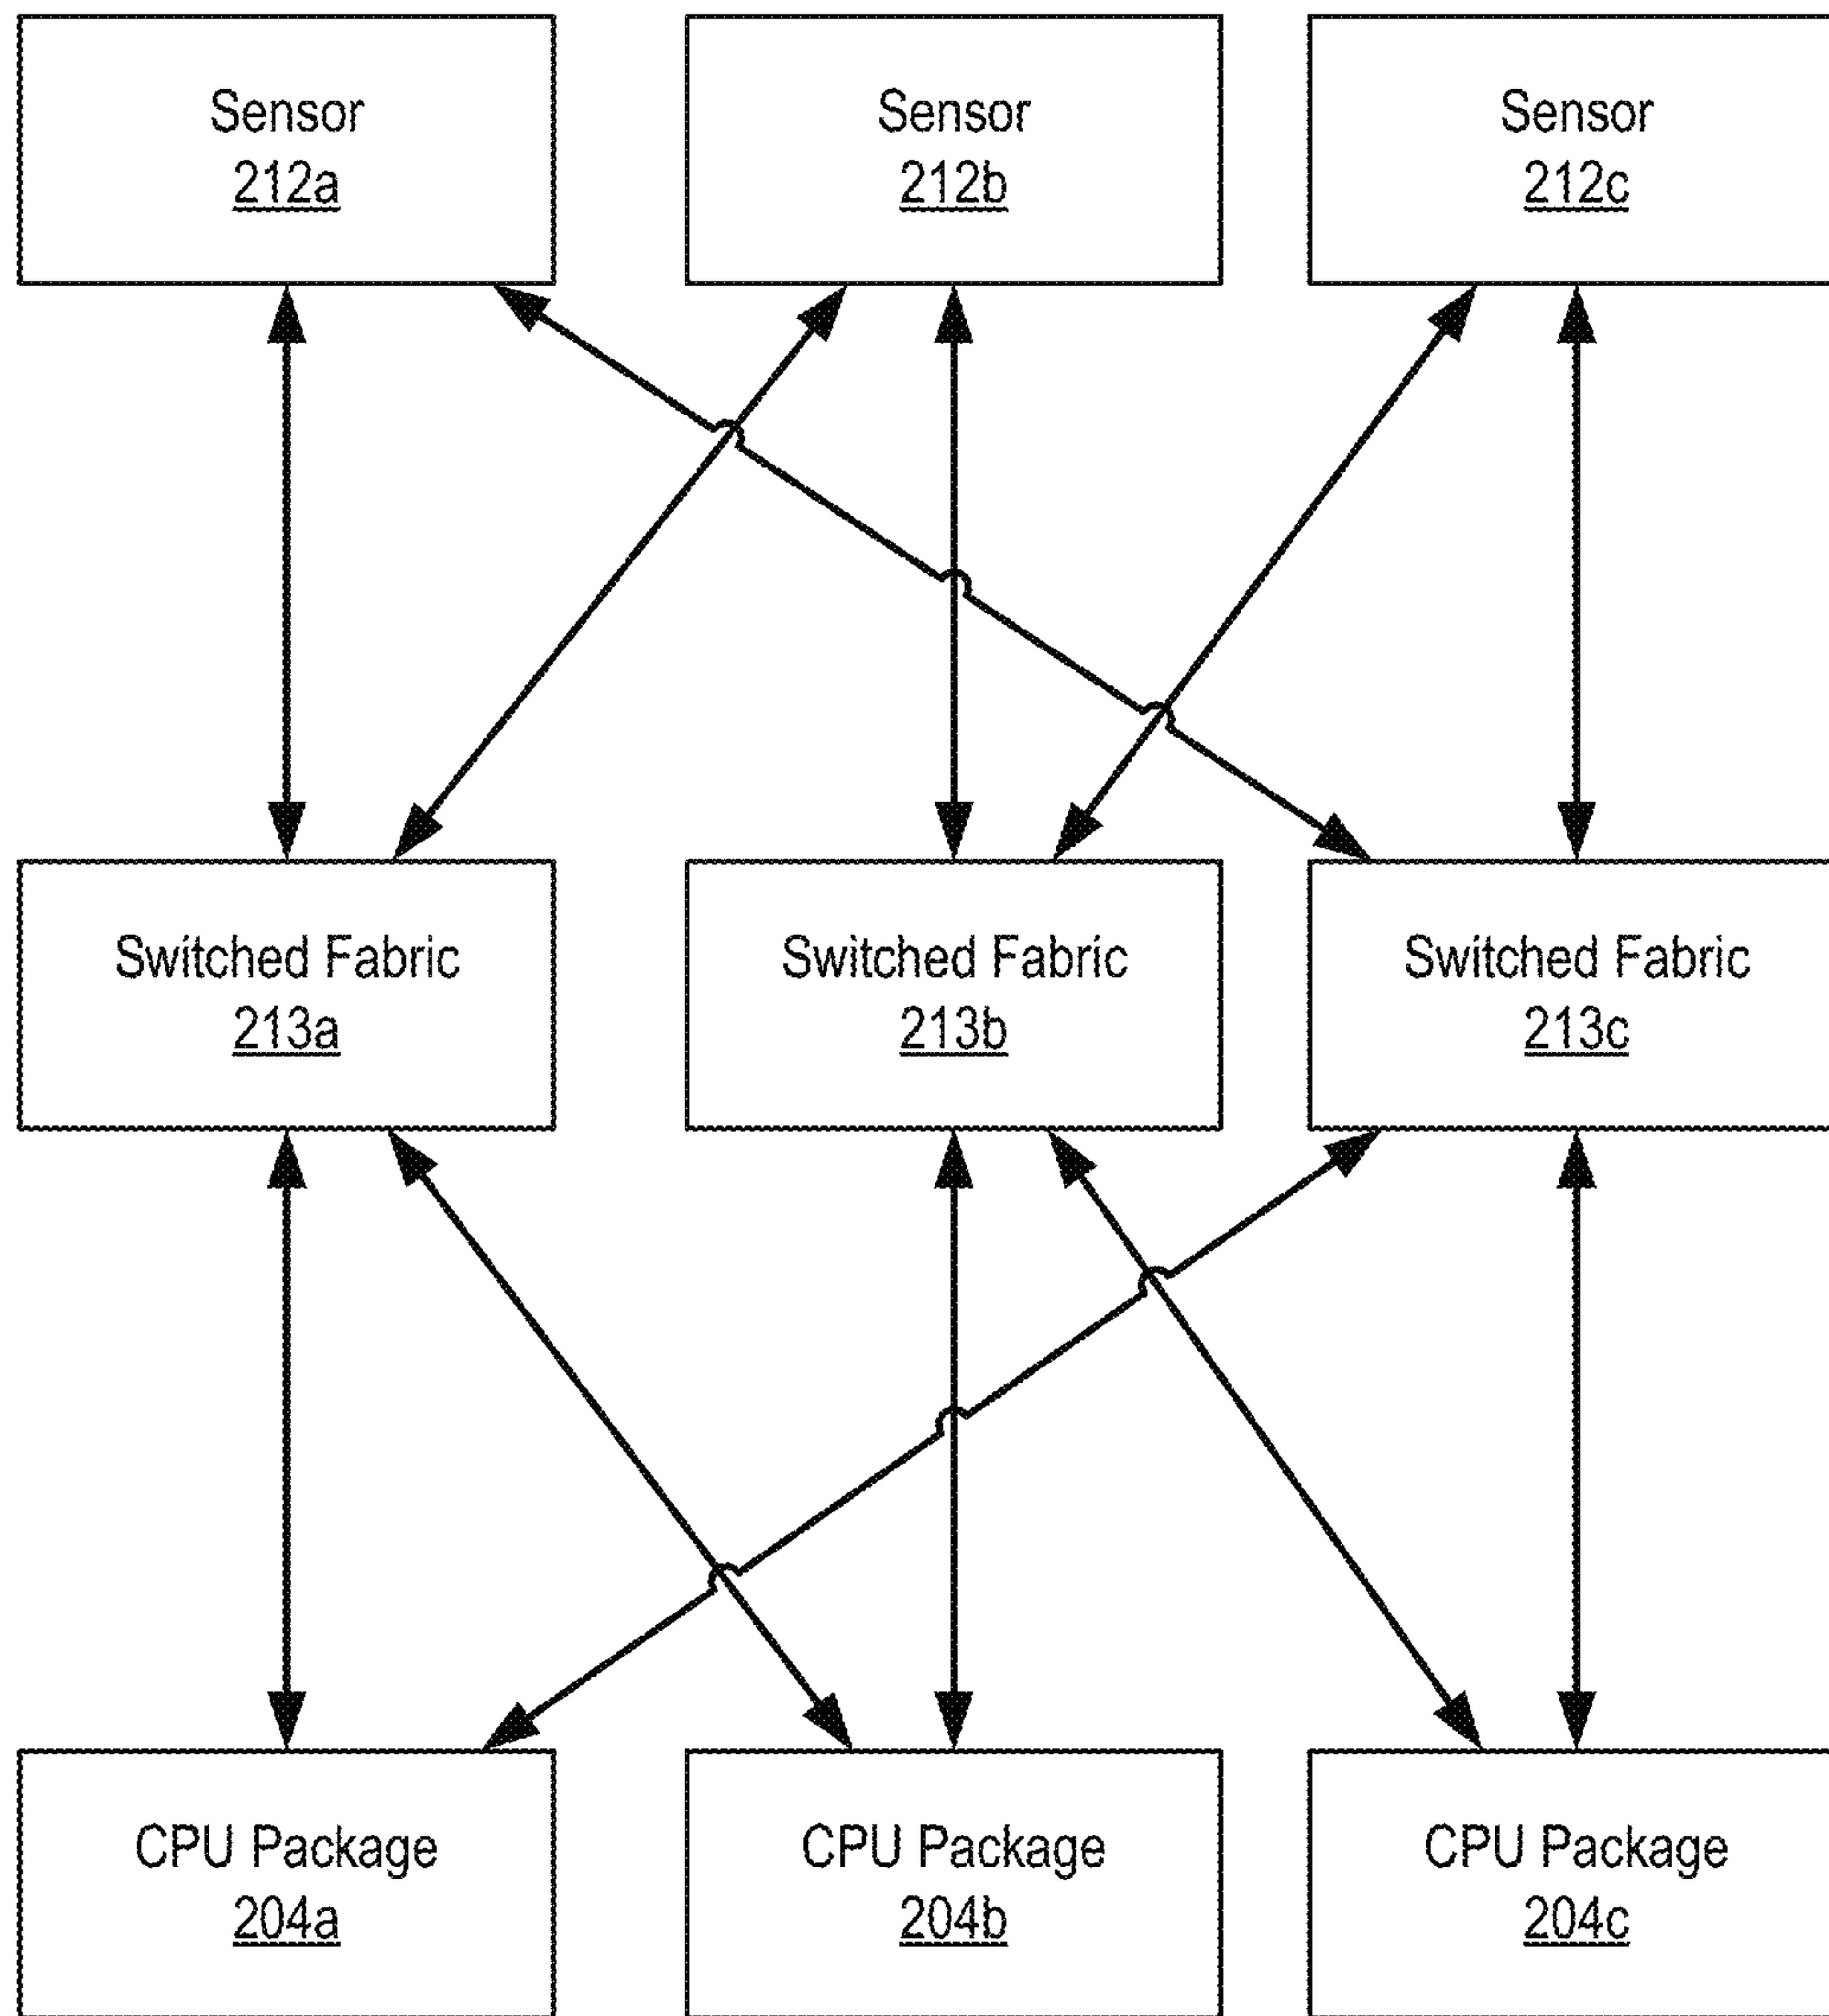 Sensor
212a
Sensor
212b
Sensor
212c
Switched Fabric
213a
Switched Fabric
213b
Switched Fabric
213c
CPU Package
204a
CPU Package
204b
CPU Package
204c